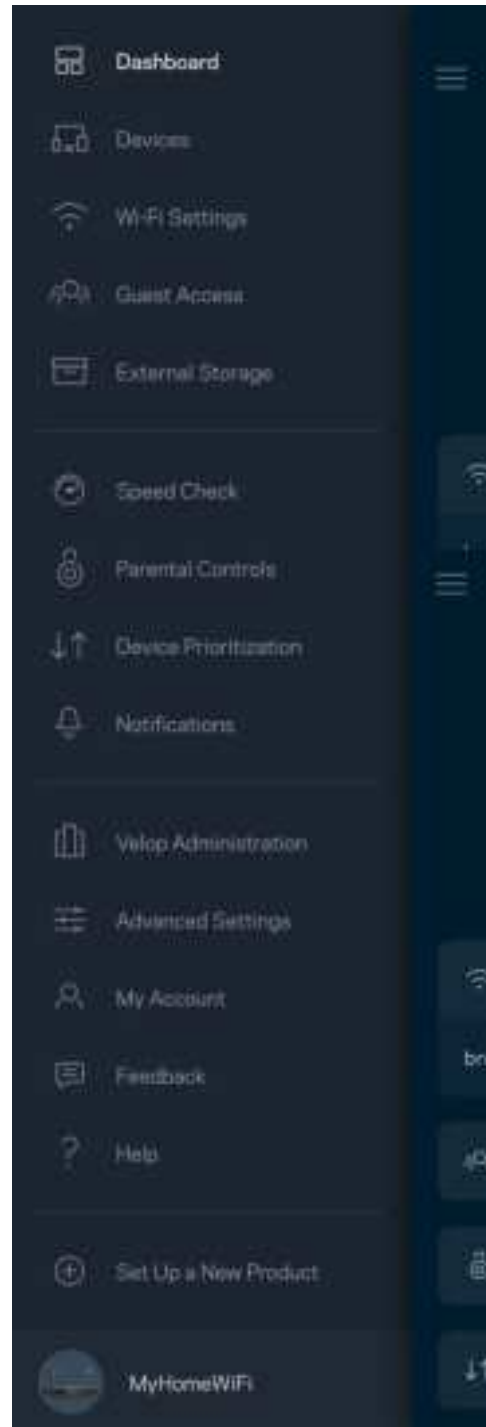 Dashboard
Devices
Wi-Fi Settings
Guest Access
External Storage
Speed Check
Parental Controls
Device Prioritization
Notifications
Velop Administration
Advanced Settings
My Account
Feedback
? Help
Set Up a New Product
MyHomeWiFi